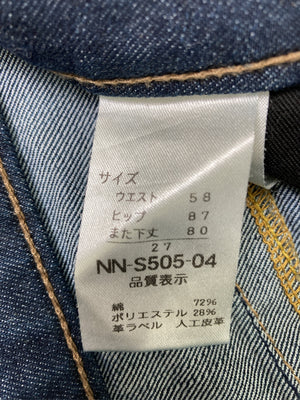 サイズ
ウエスト 58
ヒップ 87
また下丈 80
27
NN-S505-04
品質表示
綿 72%
ポリエステル 28%
革ラベル 人工皮革